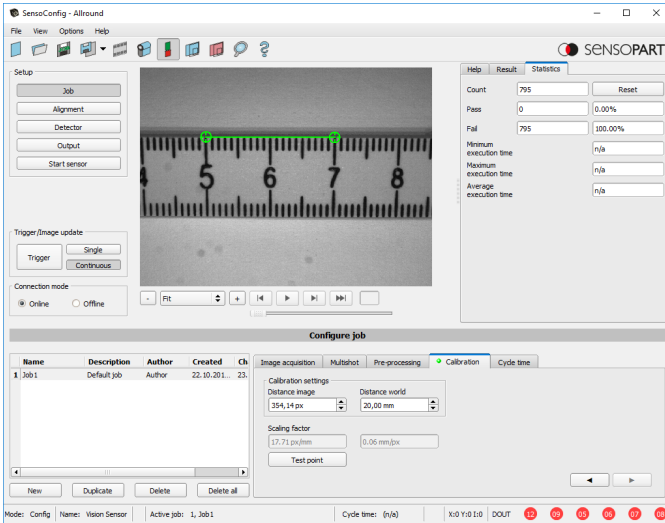 SensoConfig - Allround
File View Options Help
SENSOPART
Setup
Job
Alignment
Detector
Output
Start sensor
Trigger/Image update
Trigger
Single
Continuous
Connection mode
Online Offline
5 6 7 8
- Fit +
Help Result Statistics
Count 795 Reset
Pass 0 0.00%
Fail 795 100.00%
Minimum
execution time n/a
Maximum
execution time n/a
Average
execution time n/a
Configure job
Name Description Author Created Ch
1 Job1 Default job Author 22.10.201... 23.
New Duplicate Delete Delete all
Image acquisition Multishot Pre-processing Calibration Cycle time
Calibration settings
Distance image Distance world
354,14 px 20,00 mm
Scaling factor
17.71 px/mm 0.06 mm/px
Test point
Mode: Config Name: Vision Sensor Active job: 1, Job1 Cycle time: (n/a) X:0 Y:0 I:0 DOUT 12 09 05 06 07 08